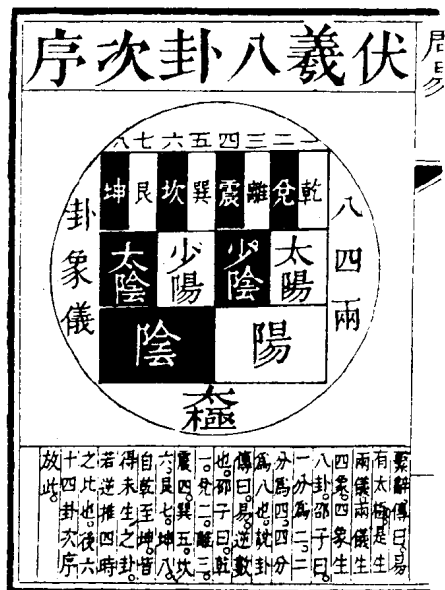 周易
伏羲八卦次序
一二三四五六七八
乾兌離震巽坎艮坤
太陽 少陰 少陽 太陰
陽 陰
太極
八四兩
卦象儀
繫辭傳曰易
有太極是生
兩儀兩儀生
四象四象生
八卦邵子曰
一分為二二
分為四四分
為八也說卦
傳曰易逆數
也邵子曰乾
一兌二離三
震四巽五坎
六艮七坤八
自乾至坤皆
得未生之卦
若逆推四時
之比也後六
十四卦次序
放此